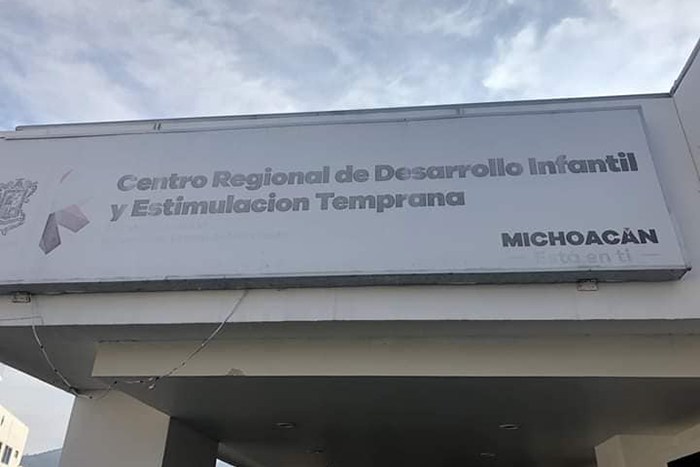 Centro Regional de Desarrollo Infantil
y Estimulacion Temprana
MICHOACÁN
Está en ti